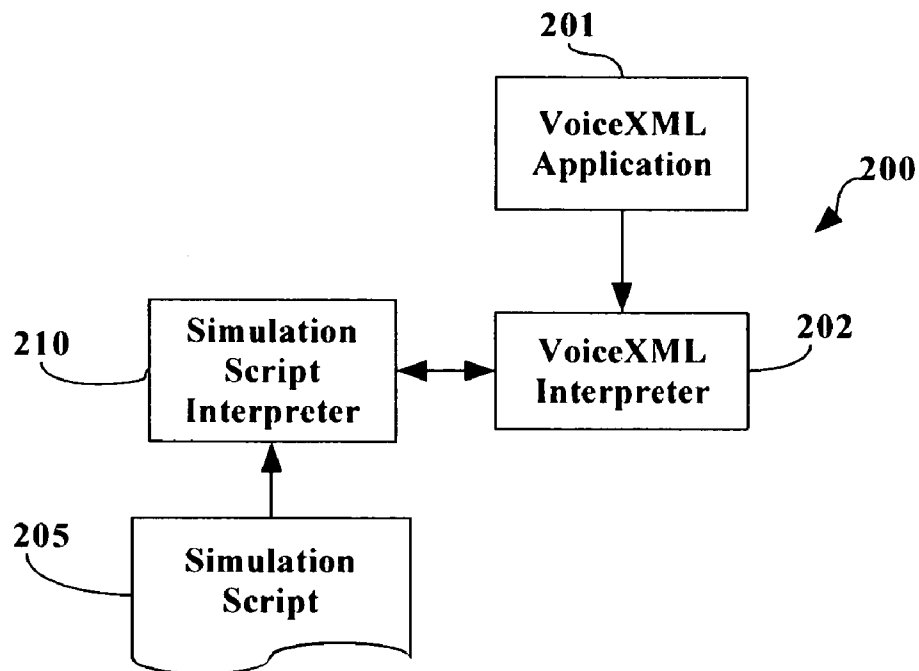 201
VoiceXML
Application
200
210
Simulation
Script
Interpreter
VoiceXML
Interpreter
202
205
Simulation
Script